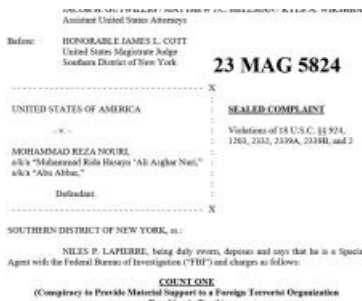 Assistant United States Attorneys
Before: HONORABLE JAMES L. COTT
United States Magistrate Judge
Southern District of New York
23 MAG 5824
X
UNITED STATES OF AMERICA
- v. -
MOHAMMAD REZA NOURI,
a/k/a "Muhammad Rida Husayn 'Ali Asghar Nuri,"
a/k/a "Abu Abbas,"
Defendant.
X
SEALED COMPLAINT
Violations of 18 U.S.C. §§ 924,
1203, 2332, 2339A, 2339B, and 2
SOUTHERN DISTRICT OF NEW YORK, ss.:
NILES P. LAPIERRE, being duly sworn, deposes and says that he is a Specia
Agent with the Federal Bureau of Investigation ("FBI") and charges as follows:
COUNT ONE
(Conspiracy to Provide Material Support to a Foreign Terrorist Organization